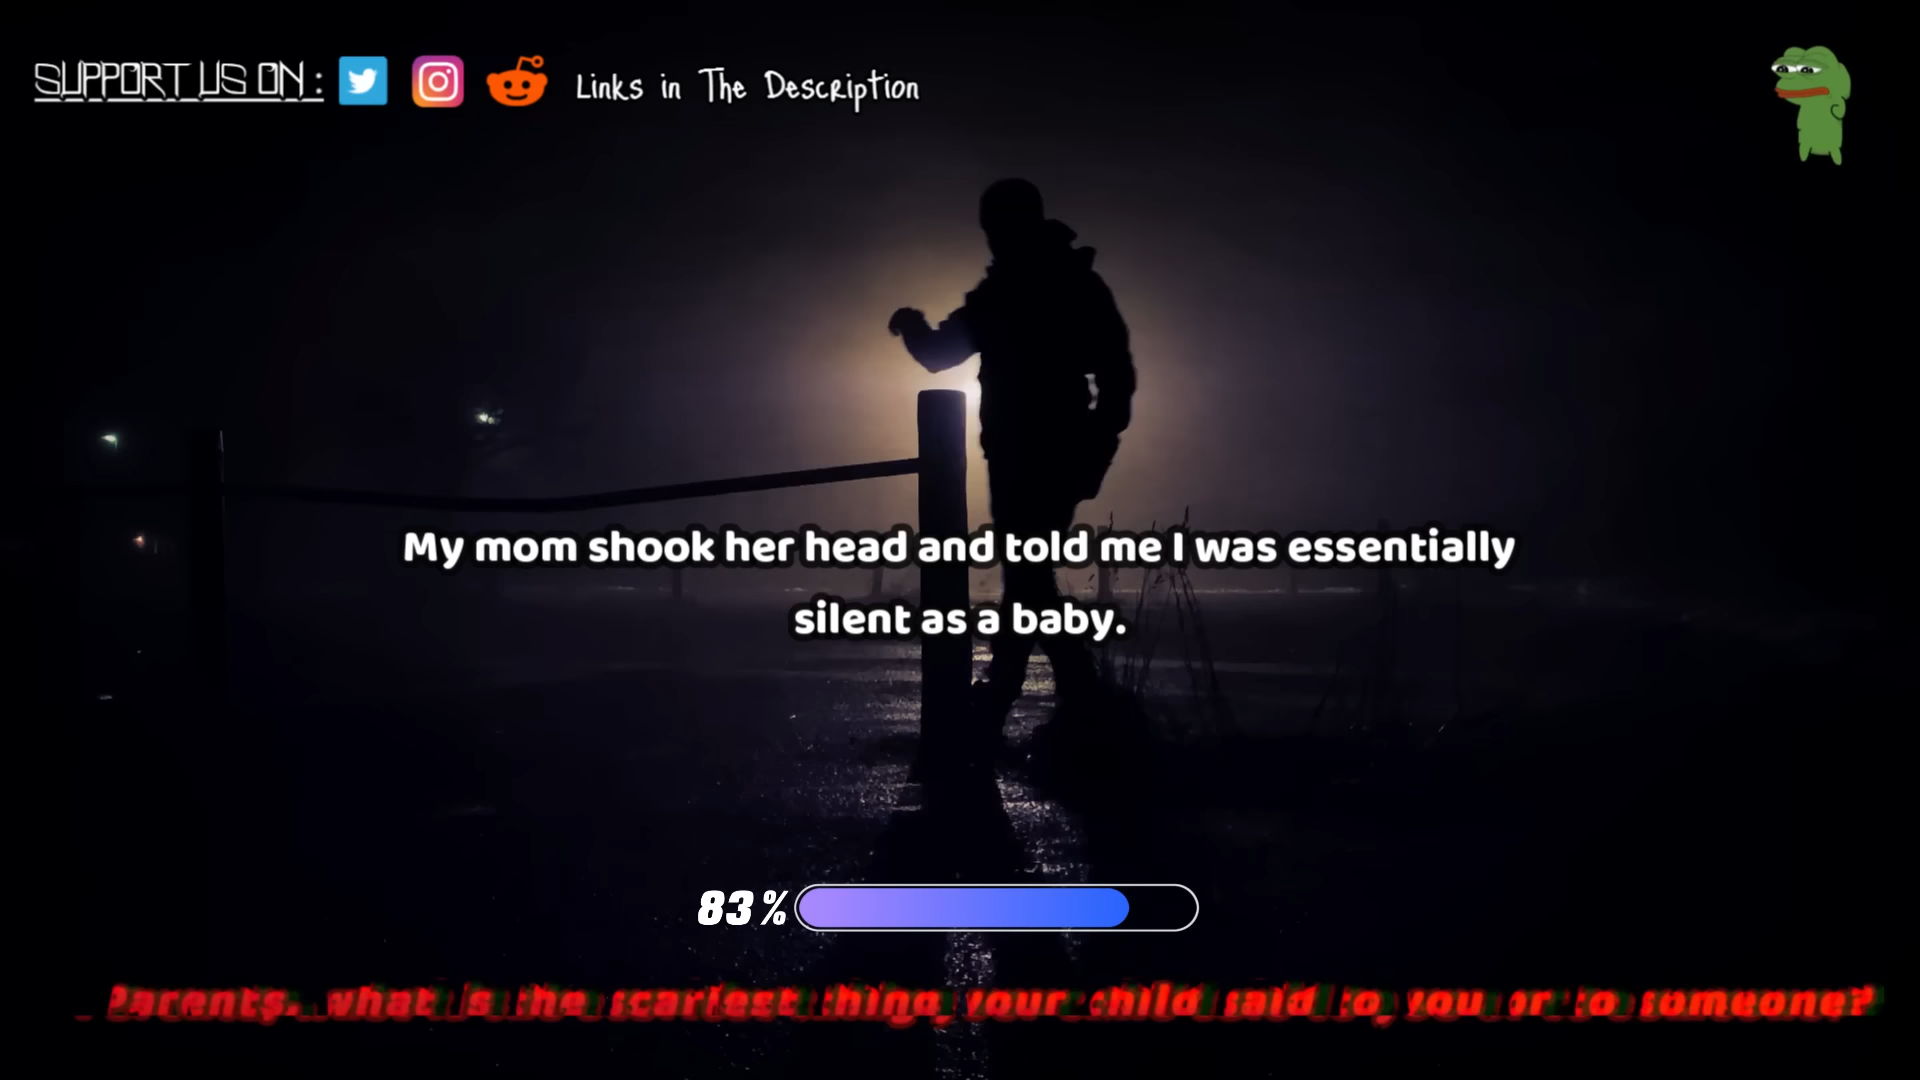 SUPPORT US ON :
Links in The Description
My mom shook her head and told me I was essentially
silent as a baby.
83%
Parents, what is the scariest thing your child said to you or to someone?